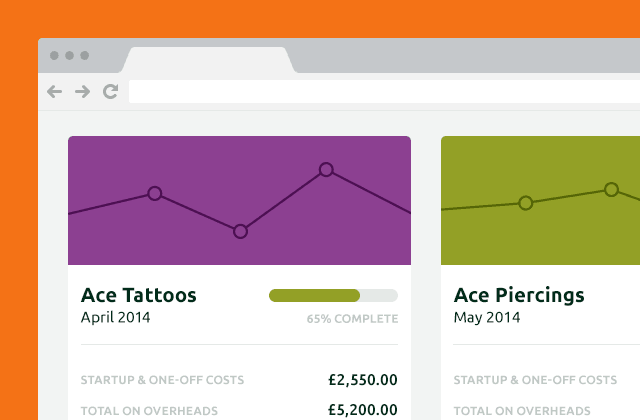 Ace Tattoos
April 2014
65% COMPLETE
STARTUP & ONE-OFF COSTS £2,550.00
TOTAL ON OVERHEADS £5,200.00
Ace Piercings
May 2014
STARTUP & ONE-OFF COSTS
TOTAL ON OVERHEADS